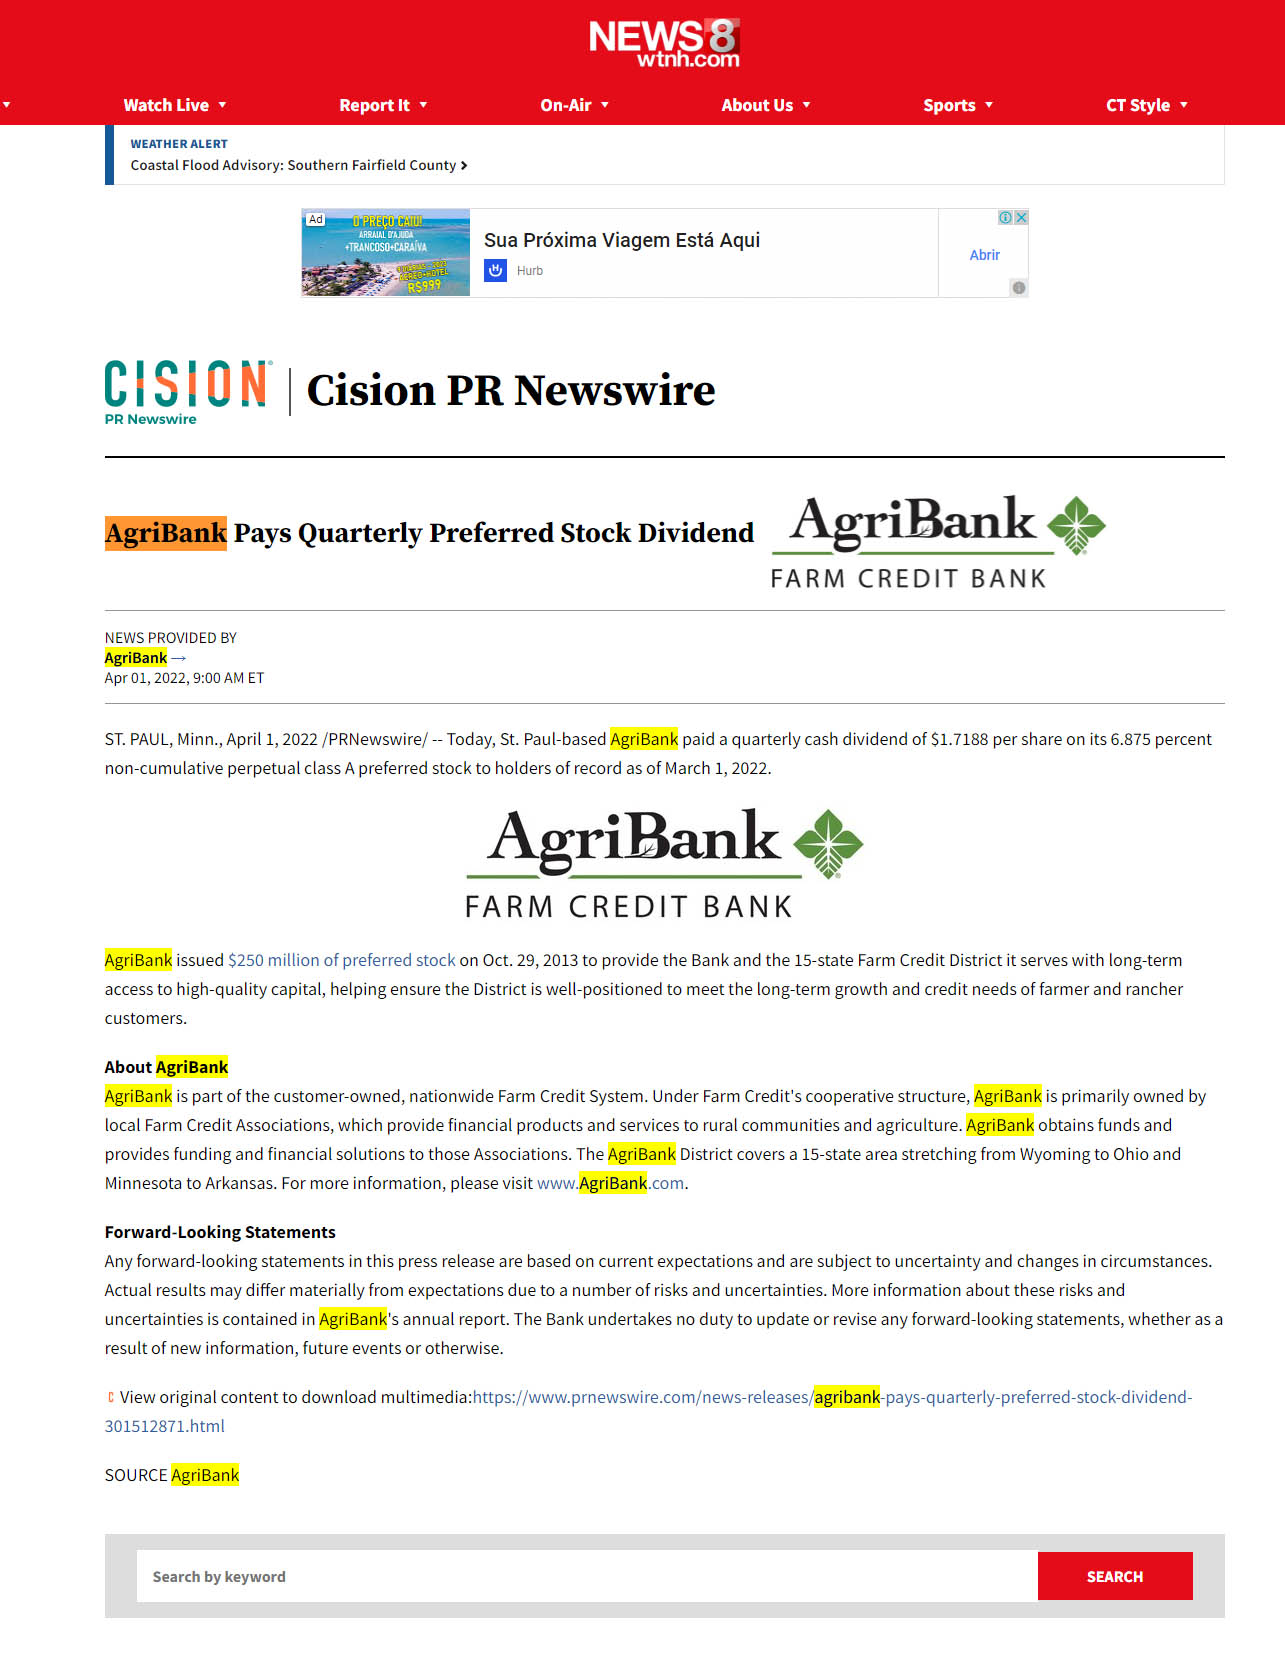 NEWS 8
wtnh.com
Watch Live
Report It
On-Air
About Us
Sports
CT Style
WEATHER ALERT
Coastal Flood Advisory: Southern Fairfield County
Ad
O PREÇO CAIU!
ARRAIAL D'AJUDA
+TRANCOSO+CARAÍVA
AÉREO+HOTEL
R$999
Sua Próxima Viagem Está Aqui
Hurb
Abrir
CISION®
PR Newswire
Cision PR Newswire
AgriBank Pays Quarterly Preferred Stock Dividend
AgriBank
FARM CREDIT BANK
NEWS PROVIDED BY
AgriBank →
Apr 01, 2022, 9:00 AM ET
ST. PAUL, Minn., April 1, 2022 /PRNewswire/ -- Today, St. Paul-based AgriBank paid a quarterly cash dividend of $1.7188 per share on its 6.875 percent
non-cumulative perpetual class A preferred stock to holders of record as of March 1, 2022.
AgriBank
FARM CREDIT BANK
AgriBank issued $250 million of preferred stock on Oct. 29, 2013 to provide the Bank and the 15-state Farm Credit District it serves with long-term
access to high-quality capital, helping ensure the District is well-positioned to meet the long-term growth and credit needs of farmer and rancher
customers.
About AgriBank
AgriBank is part of the customer-owned, nationwide Farm Credit System. Under Farm Credit's cooperative structure, AgriBank is primarily owned by
local Farm Credit Associations, which provide financial products and services to rural communities and agriculture. AgriBank obtains funds and
provides funding and financial solutions to those Associations. The AgriBank District covers a 15-state area stretching from Wyoming to Ohio and
Minnesota to Arkansas. For more information, please visit www.AgriBank.com.
Forward-Looking Statements
Any forward-looking statements in this press release are based on current expectations and are subject to uncertainty and changes in circumstances.
Actual results may differ materially from expectations due to a number of risks and uncertainties. More information about these risks and
uncertainties is contained in AgriBank's annual report. The Bank undertakes no duty to update or revise any forward-looking statements, whether as a
result of new information, future events or otherwise.
View original content to download multimedia:https://www.prnewswire.com/news-releases/agribank-pays-quarterly-preferred-stock-dividend-
301512871.html
SOURCE AgriBank
Search by keyword
SEARCH